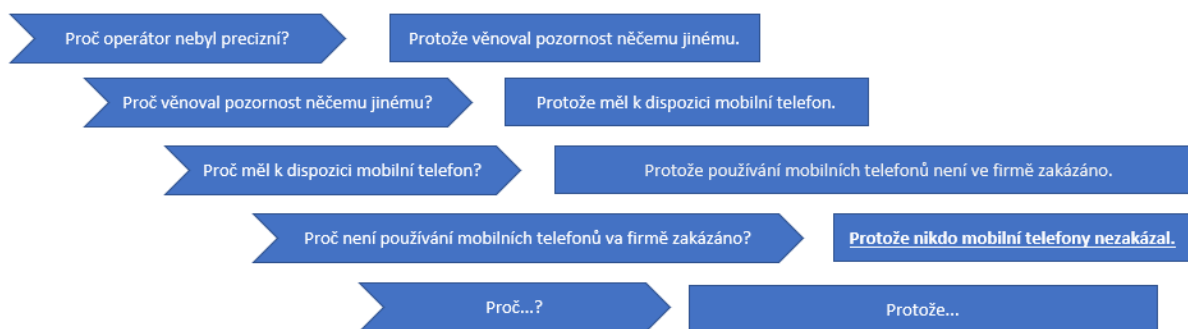 Proč operátor nebyl precizní?
Protože věnoval pozornost něčemu jinému.
Proč věnoval pozornost něčemu jinému?
Protože měl k dispozici mobilní telefon.
Proč měl k dispozici mobilní telefon?
Protože používání mobilních telefonů není ve firmě zakázáno.
Proč není používání mobilních telefonů va firmě zakázáno?
Protože nikdo mobilní telefony nezakázal.
Proč...?
Protože...